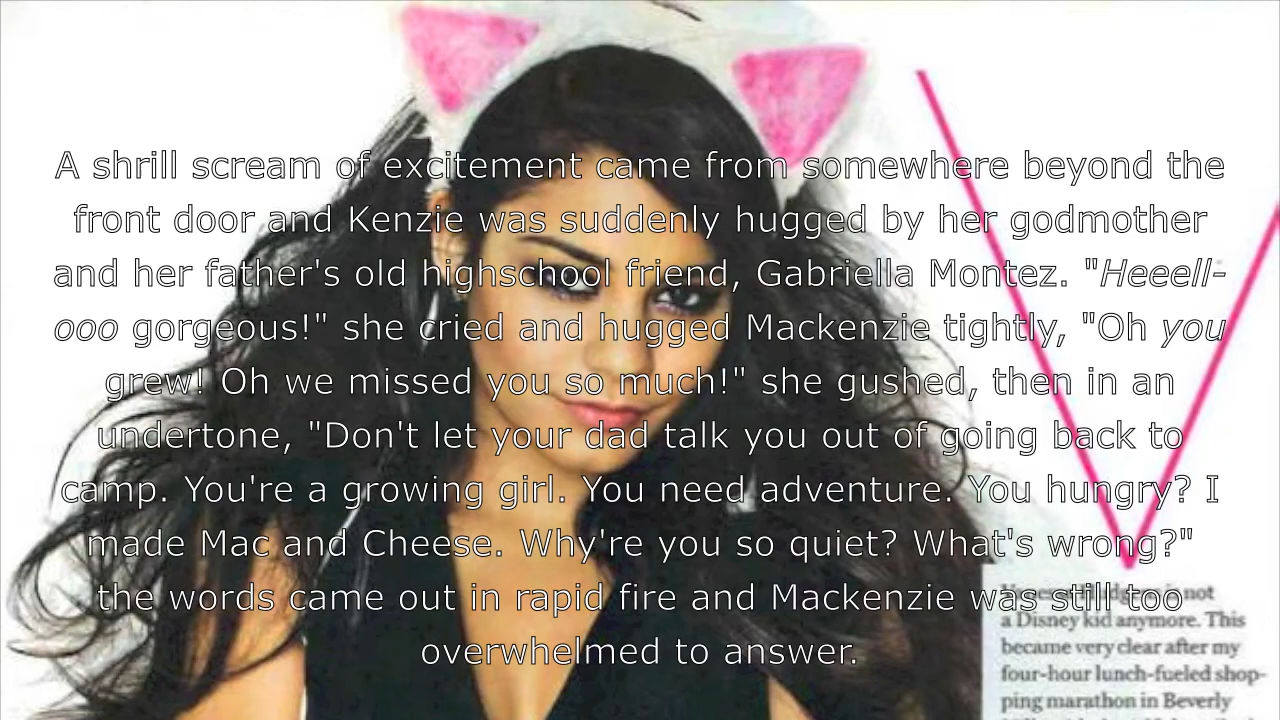 A shrill scream of excitement came from somewhere beyond the
front door and Kenzie was suddenly hugged by her godmother
and her father's old highschool friend, Gabriella Montez. "Heeell-
ooo gorgeous!" she cried and hugged Mackenzie tightly, "Oh you
grew! Oh we missed you so much!" she gushed, then in an
undertone, "Don't let your dad talk you out of going back to
camp. You're a growing girl. You need adventure. You hungry? I
made Mac and Cheese. Why're you so quiet? What's wrong?"
the words came out in rapid fire and Mackenzie was still too
overwhelmed to answer.
V
is not
a Disney kid anymore. This
became very clear after my
four-hour lunch-fueled shop-
ping marathon in Beverly